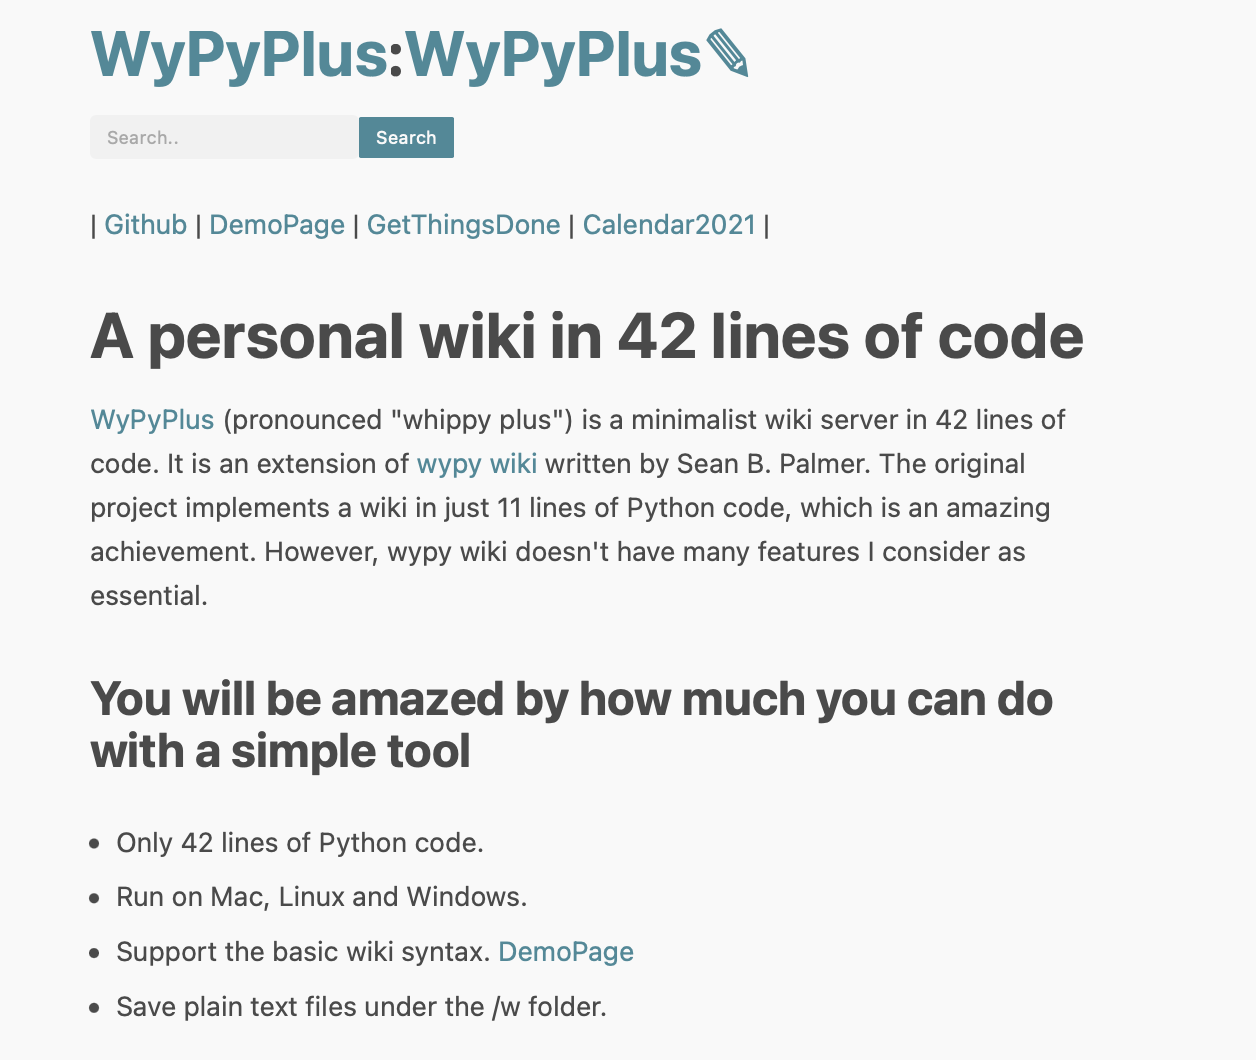 WyPyPlus:WyPyPlus✎
Search..
Search
| Github | DemoPage | GetThingsDone | Calendar2021 |
A personal wiki in 42 lines of code
WyPyPlus (pronounced "whippy plus") is a minimalist wiki server in 42 lines of
code. It is an extension of wypy wiki written by Sean B. Palmer. The original
project implements a wiki in just 11 lines of Python code, which is an amazing
achievement. However, wypy wiki doesn't have many features I consider as
essential.
You will be amazed by how much you can do
with a simple tool
• Only 42 lines of Python code.
• Run on Mac, Linux and Windows.
• Support the basic wiki syntax. DemoPage
• Save plain text files under the /w folder.